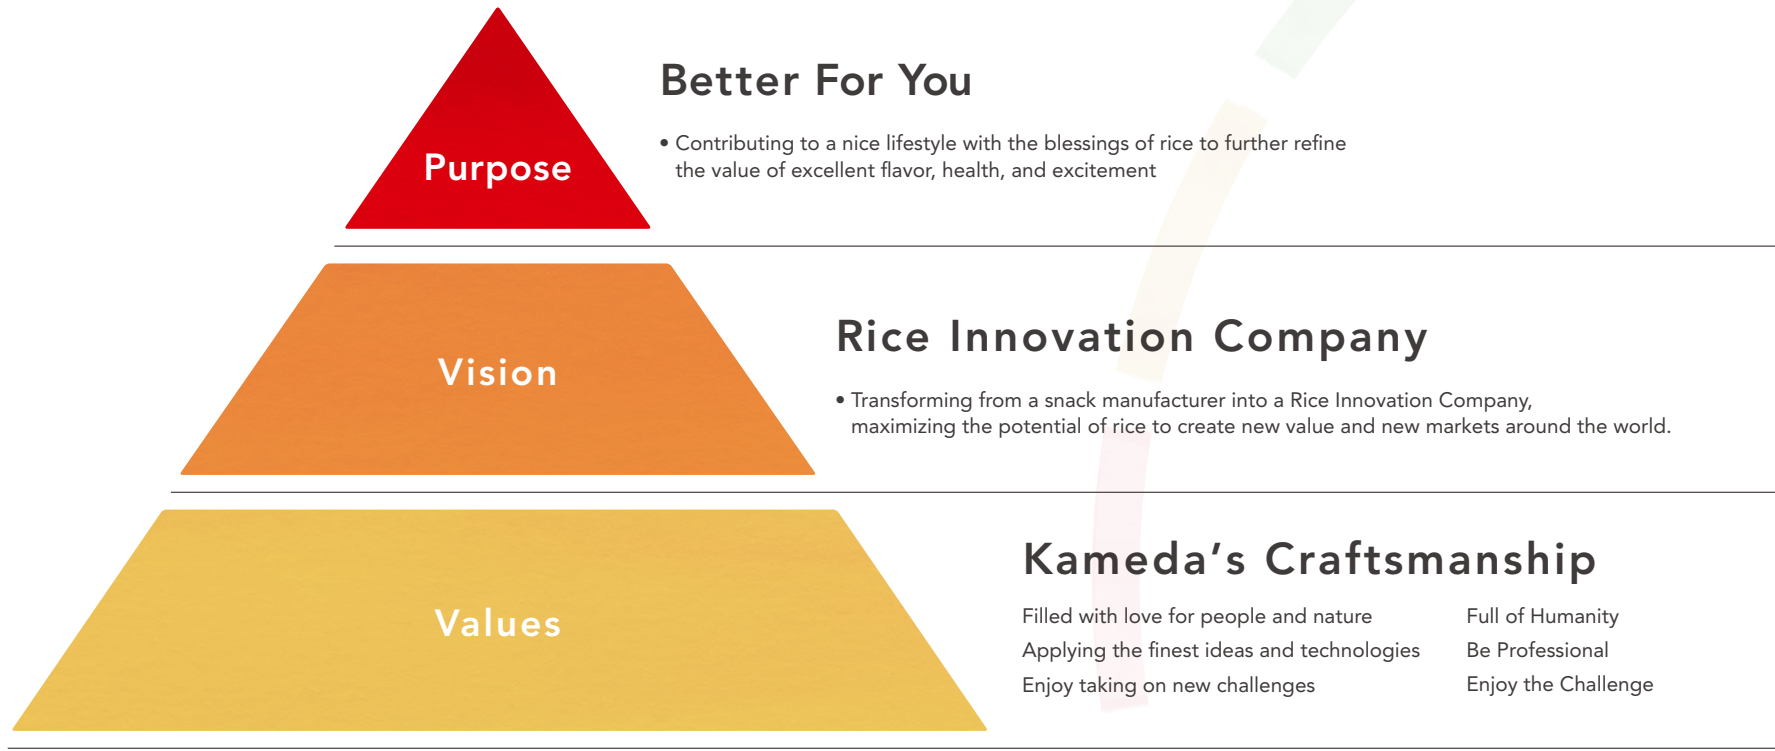 Purpose
Better For You
• Contributing to a nice lifestyle with the blessings of rice to further refine
the value of excellent flavor, health, and excitement
Vision
Rice Innovation Company
• Transforming from a snack manufacturer into a Rice Innovation Company,
maximizing the potential of rice to create new value and new markets around the world.
Values
Kameda’s Craftsmanship
Filled with love for people and nature Full of Humanity
Applying the finest ideas and technologies Be Professional
Enjoy taking on new challenges Enjoy the Challenge